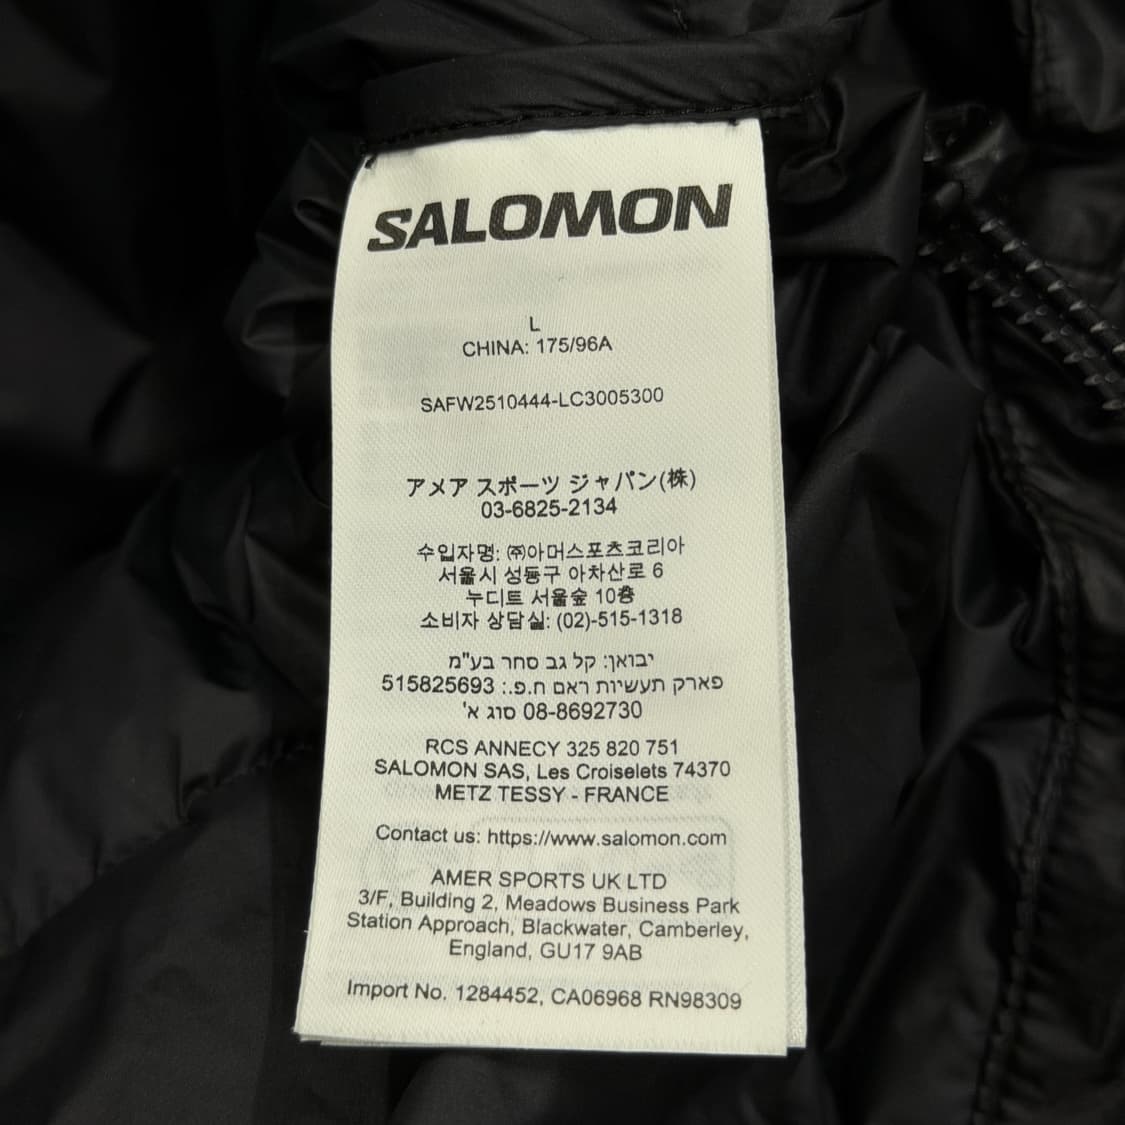 SALOMON
L
CHINA: 175/96A
SAFW2510444-LC3005300
アメア スポーツ ジャパン(株)
03-6825-2134
수입자명: ㈜아머스포츠코리아
서울시 성동구 아차산로 6
누디트 서울숲 10층
소비자 상담실: (02)-515-1318
יבואן: קל גב סחר בע"מ
פארק תעשיות ראם ח.פ.: 515825693
08-8692730 סוג א'
RCS ANNECY 325 820 751
SALOMON SAS, Les Croiselets 74370
METZ TESSY - FRANCE
Contact us: https://www.salomon.com
AMER SPORTS UK LTD
3/F, Building 2, Meadows Business Park
Station Approach, Blackwater, Camberley,
England, GU17 9AB
Import No. 1284452, CA06968 RN98309